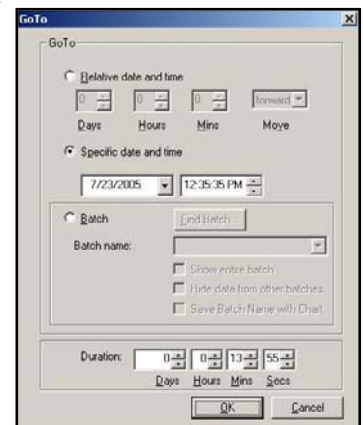 GoTo
GoTo
Relative date and time
0 0 0 forward
Days Hours Mins Move
Specific date and time
7/23/2005 12:35:35 PM
Batch Find Batch...
Batch name:
Show entire batch
Hide data from other batches
Save Batch Name with Chart
Duration: 0 0 13 55
Days Hours Mins Secs
OK Cancel